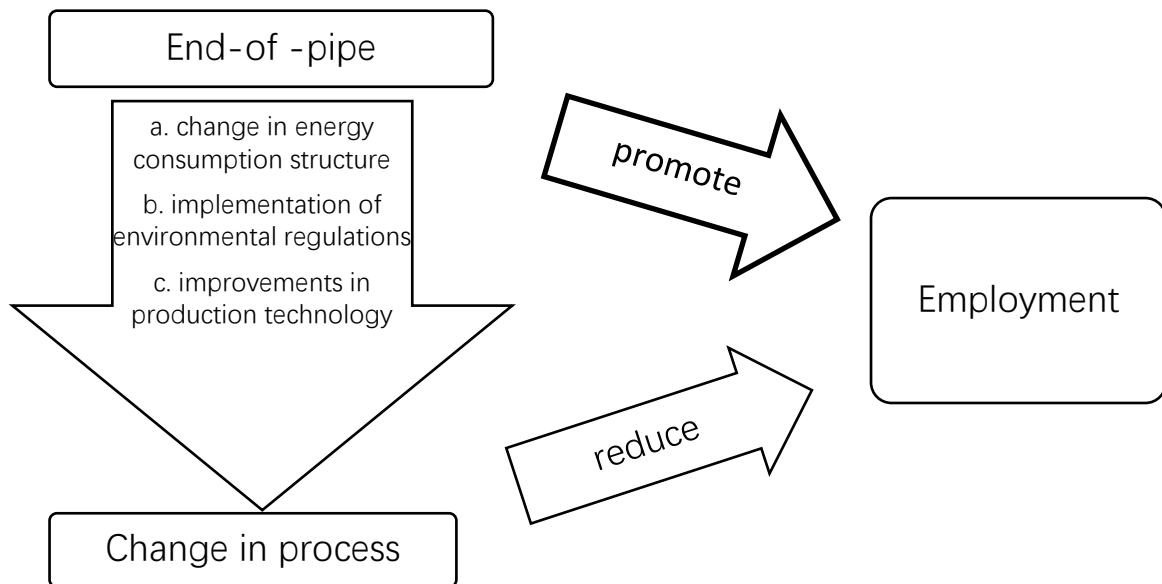 End-of -pipe
a. change in energy
consumption structure
b. implementation of
environmental regulations
c. improvements in
production technology
Change in process
promote
reduce
Employment